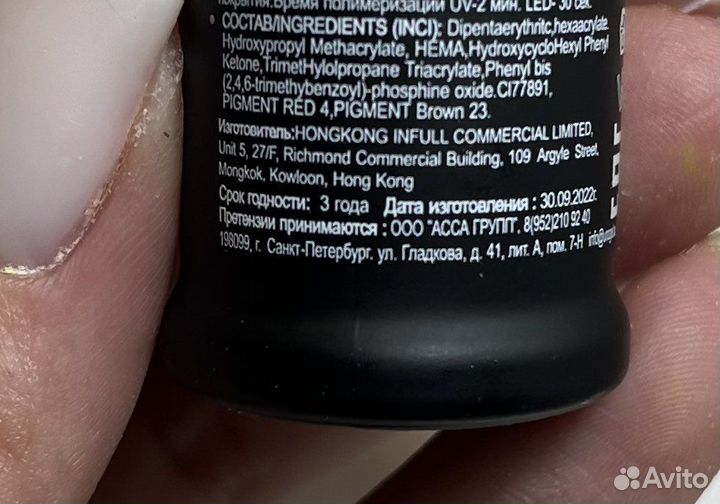 покрытия.Время полимеризации UV-2 мин. LED- 30 сек.
• СОСТАВ/INGREDIENTS (INCI): Dipentaerythritc,hexaacrylate.
Hydroxypropyl Methacrylate, HEMA,HydroxycycloHexyl Phenyl
Ketone,TrimetHylolpropane Triacrylate,Phenyl bis
(2,4,6-trimethybenzoyl)-phosphine oxide.CI77891,
PIGMENT RED 4,PIGMENT Brown 23.
Изготовитель:HONGKONG INFULL COMMERCIAL LIMITED,
Unit 5, 27/F, Richmond Commercial Building, 109 Argyle Street,
Mongkok, Kowloon, Hong Kong
Срок годности: 3 года Дата изготовления :30.09.2022г.
Претензии принимаются : ООО "АССА ГРУПП", 8(952)210 92 40
198099, г. Санкт-Петербург. ул. Гладкова, д. 41, лит. А, пом. 7-Н
Avito